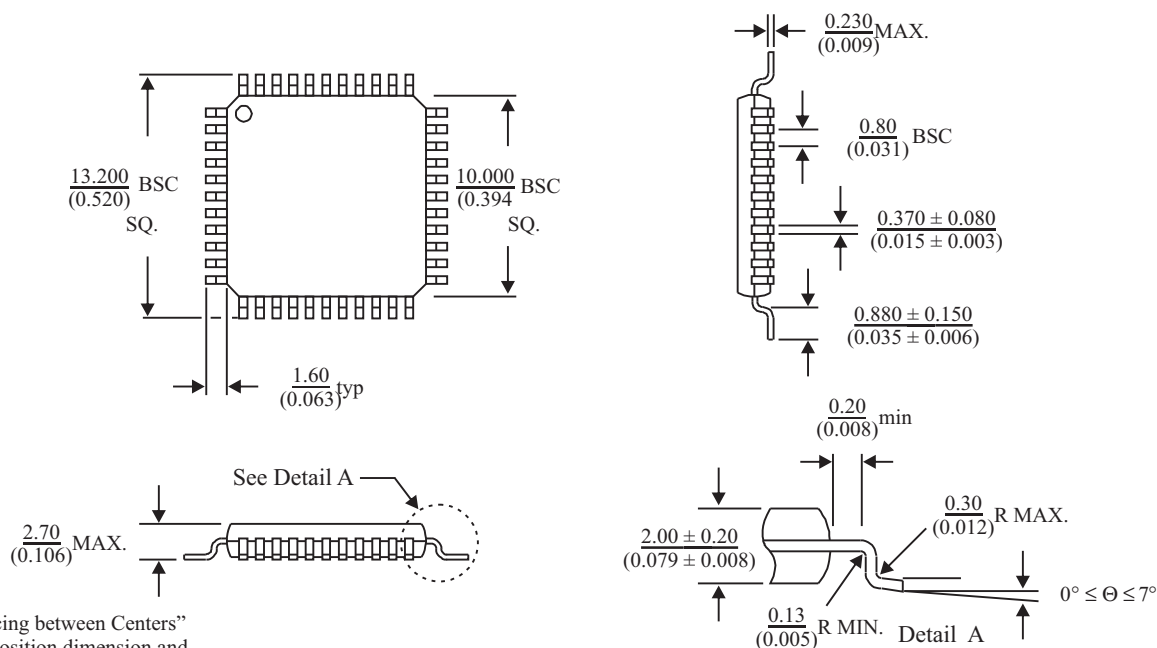 0.230
(0.009) MAX.
13.200
(0.520) BSC
SQ.
10.000
(0.394 BSC
SQ.
0.80
(0.031) BSC
0.370 ± 0.080
(0.015 ± 0.003)
0.880 ± 0.150
(0.035 ± 0.006)
1.60
(0.063) typ
0.20
(0.008) min
See Detail A
2.70
(0.106) MAX.
2.00 ± 0.20
(0.079 ± 0.008)
0.30
(0.012) R MAX.
0° ≤ Θ ≤ 7°
0.13
(0.005) R MIN.
Detail A
between Centers”
dimension and